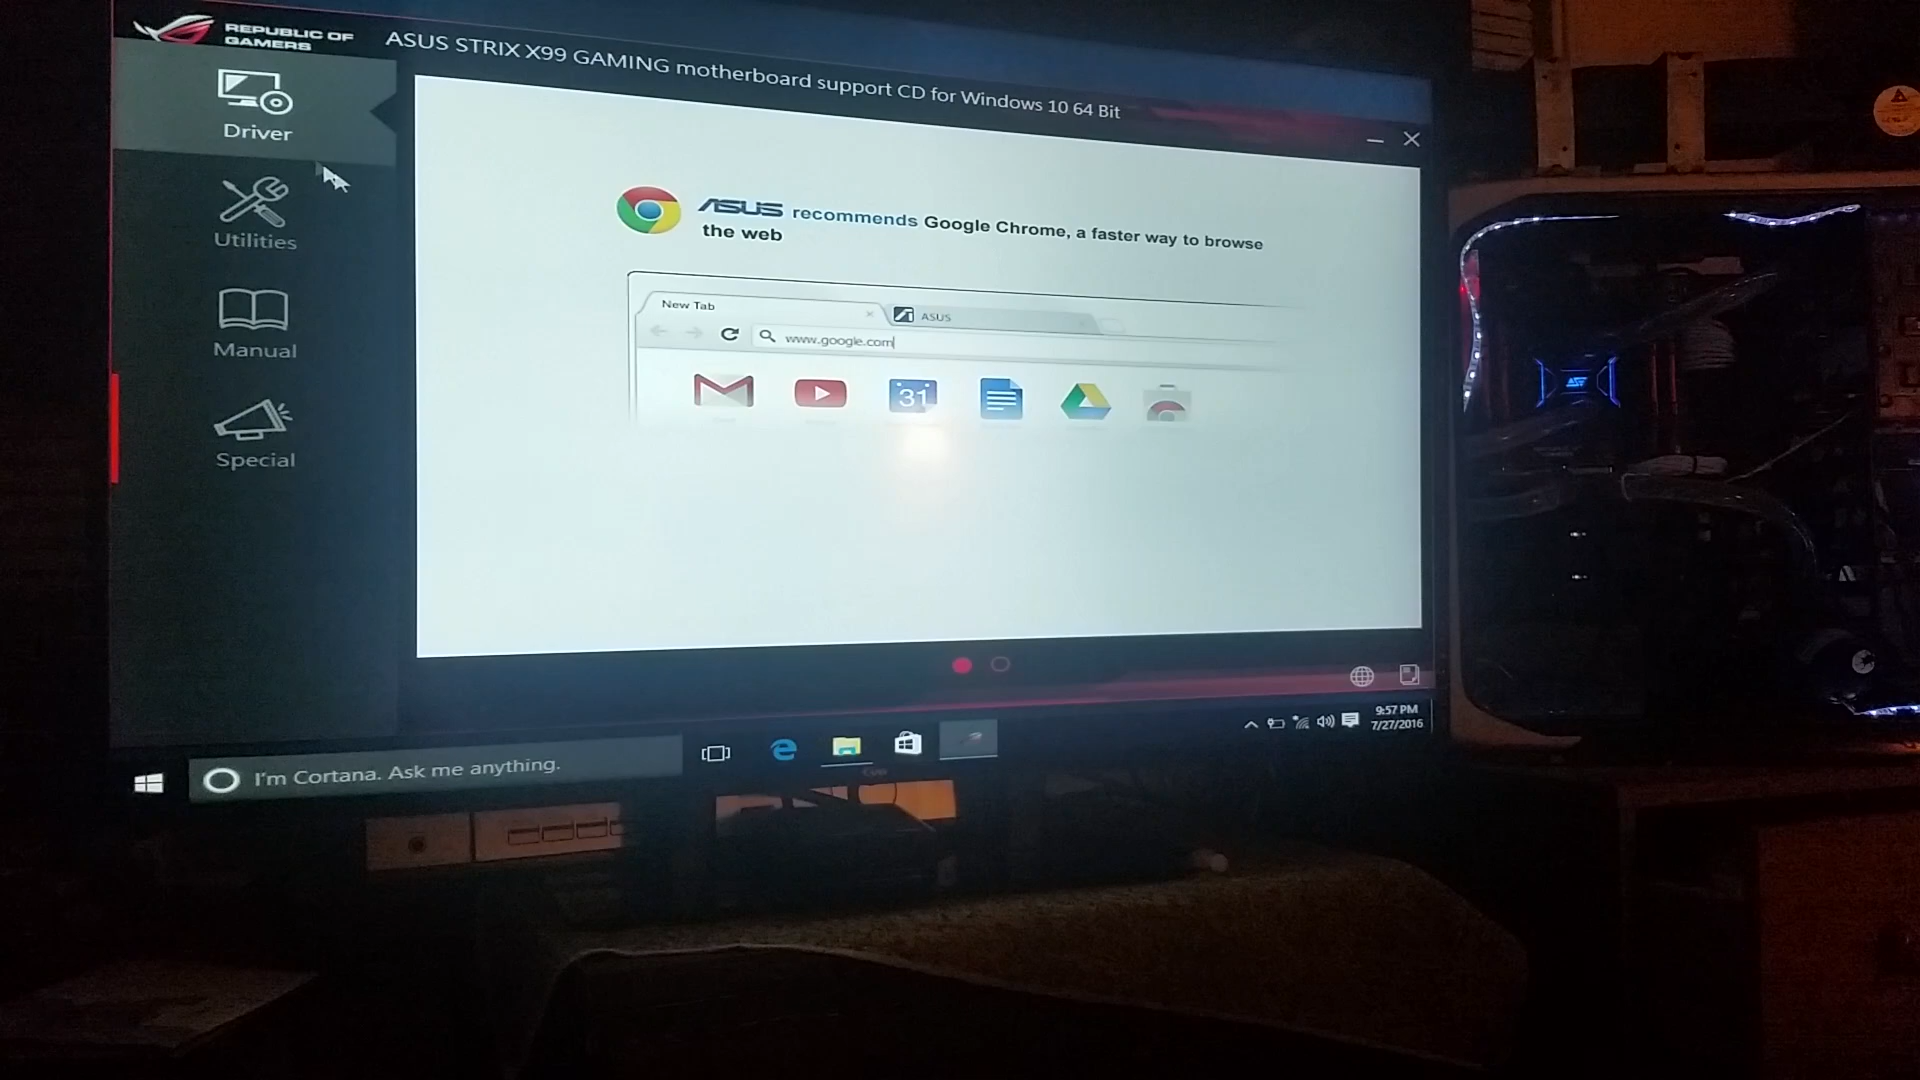 REPUBLIC OF
GAMERS
ASUS STRIX X99 GAMING motherboard support CD for Windows 10 64 Bit
Driver
Utilities
Manual
Special
ASUS recommends Google Chrome, a faster way to browse
the web
New Tab
ASUS
www.google.com
31
I'm Cortana. Ask me anything.
9:57 PM
7/27/2016